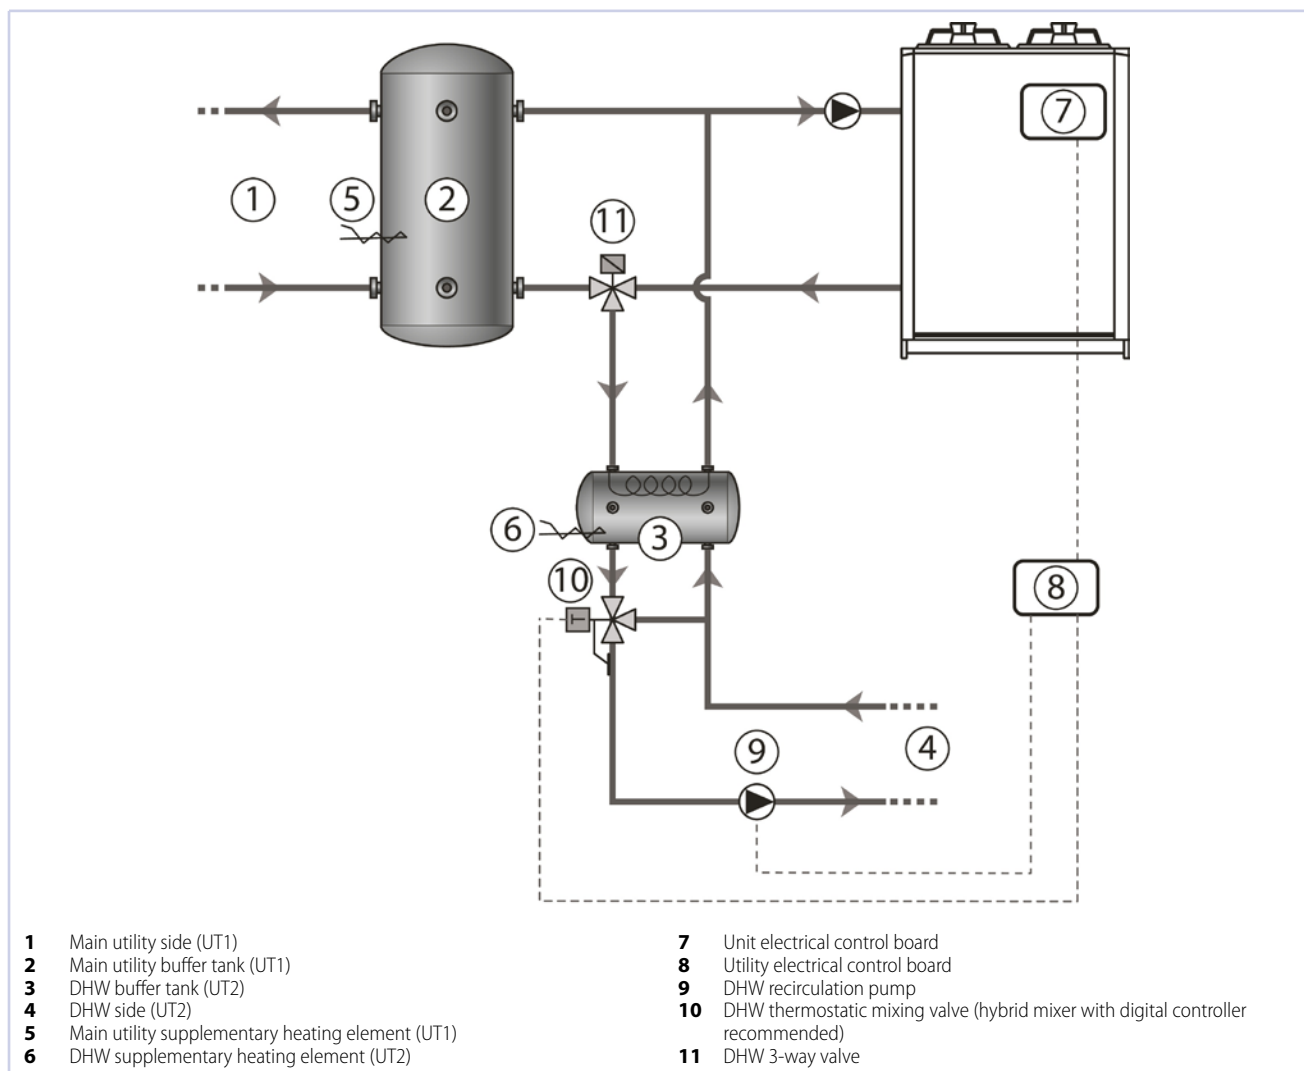 7
1
5
2
11
6
3
10
T
8
9
4
1 Main utility side (UT1)
2 Main utility buffer tank (UT1)
3 DHW buffer tank (UT2)
4 DHW side (UT2)
5 Main utility supplementary heating element (UT1)
6 DHW supplementary heating element (UT2)
7 Unit electrical control board
8 Utility electrical control board
9 DHW recirculation pump
10 DHW thermostatic mixing valve (hybrid mixer with digital controller
recommended)
11 DHW 3-way valve